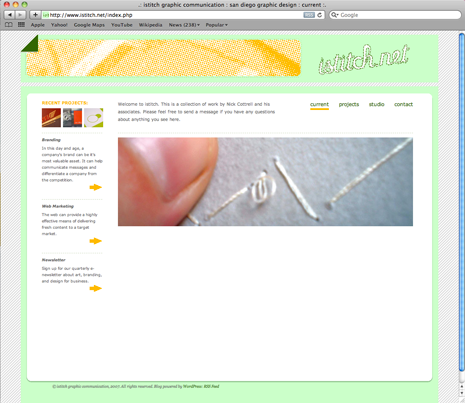 .: istitch graphic communication : san diego graphic design : current :.
http://www.istitch.net/index.php
Google
Apple Yahoo! Google Maps YouTube Wikipedia News (238) Popular
istitch.net
RECENT PROJECTS:
Welcome to istitch. This is a collection of work by Nick Cottrell and his
associates. Please feel free to send a message if you have any questions
about anything you see here.
current projects studio contact
Branding
In this day and age, a
company's brand can be it's
most valuable asset. It can help
communicate messages and
differentiate a company from
the competition.
Web Marketing
The web can provide a highly
effective means of delivering
fresh content to a target
market.
Newsletter
Sign up for our quarterly e-
newsletter about art, branding,
and design for business.
© istitch graphic communication, 2007. All rights reserved. Blog powered by WordPress. RSS Feed